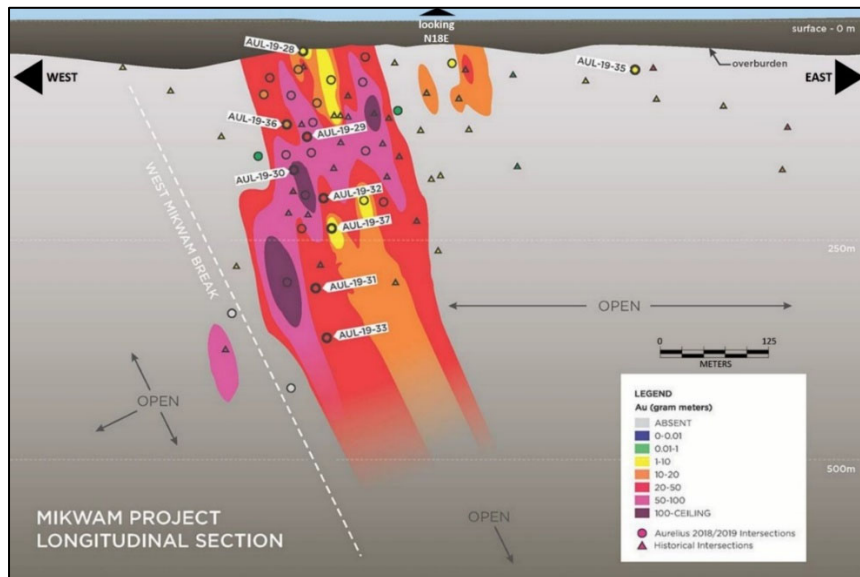 looking
N18E
surface - 0 m
AUL-19-28
overburden
WEST
AUL-19-35
EAST
AUL-19-36
AUL-19-29
AUL-19-30
AUL-19-32
WEST MIKWAM BREAK
AUL-19-37
250m
AUL-19-31
OPEN
AUL-19-33
0 125
METERS
OPEN
LEGEND
Au (gram meters)
ABSENT
0-0.01
0.01-1
1-10
10-20
20-50
50-100
100-CEILING
Aurelius 2018/2019 Intersections
Historical Intersections
500m
OPEN
MIKWAM PROJECT
LONGITUDINAL SECTION